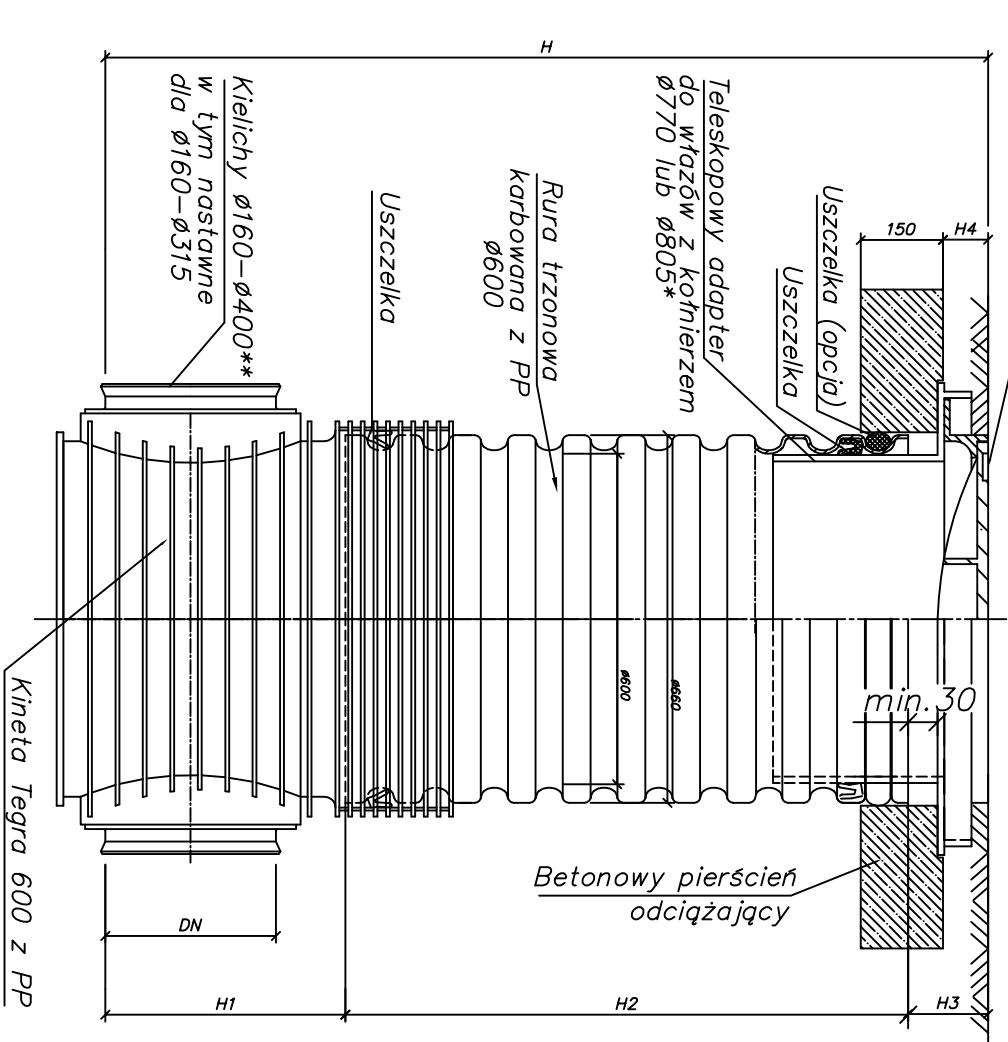 H
Kielichy ø160-ø400**
w tym nastawne
dla ø160-ø315
Teleskopowy adapter
do włazów z kołnierzem
ø770 lub ø805*
Uszczelka (opcja)
Uszczelka
150
H4
Rura trzonowa
karbowana z PP
ø600
Uszczelka
ø600
ø660
min. 30
Betonowy pierścień
odciążający
Kineta Tegra 600 z PP
DN
H1
H2
H3